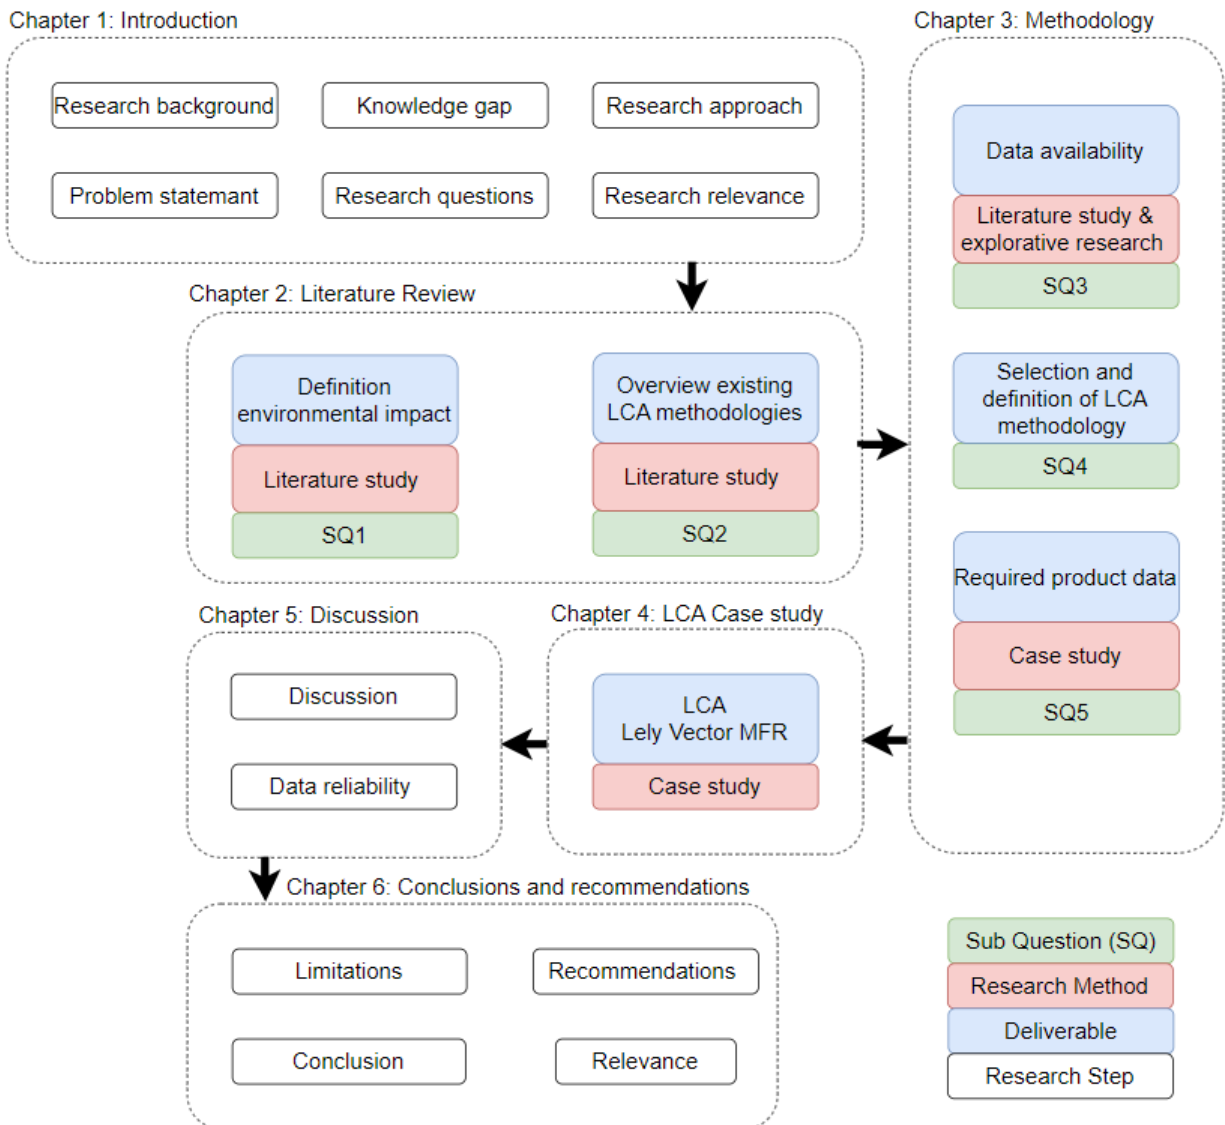 Chapter 1: Introduction
Research background
Knowledge gap
Research approach
Problem statemant
Research questions
Research relevance
Chapter 2: Literature Review
Definition
environmental impact
Literature study
SQ1
Overview existing
LCA methodologies
Literature study
SQ2
Chapter 3: Methodology
Data availability
Literature study &
explorative research
SQ3
Selection and
definition of LCA
methodology
SQ4
Required product data
Case study
SQ5
Chapter 4: LCA Case study
LCA
Lely Vector MFR
Case study
Chapter 5: Discussion
Discussion
Data reliability
Chapter 6: Conclusions and recommendations
Limitations
Recommendations
Conclusion
Relevance
Sub Question (SQ)
Research Method
Deliverable
Research Step